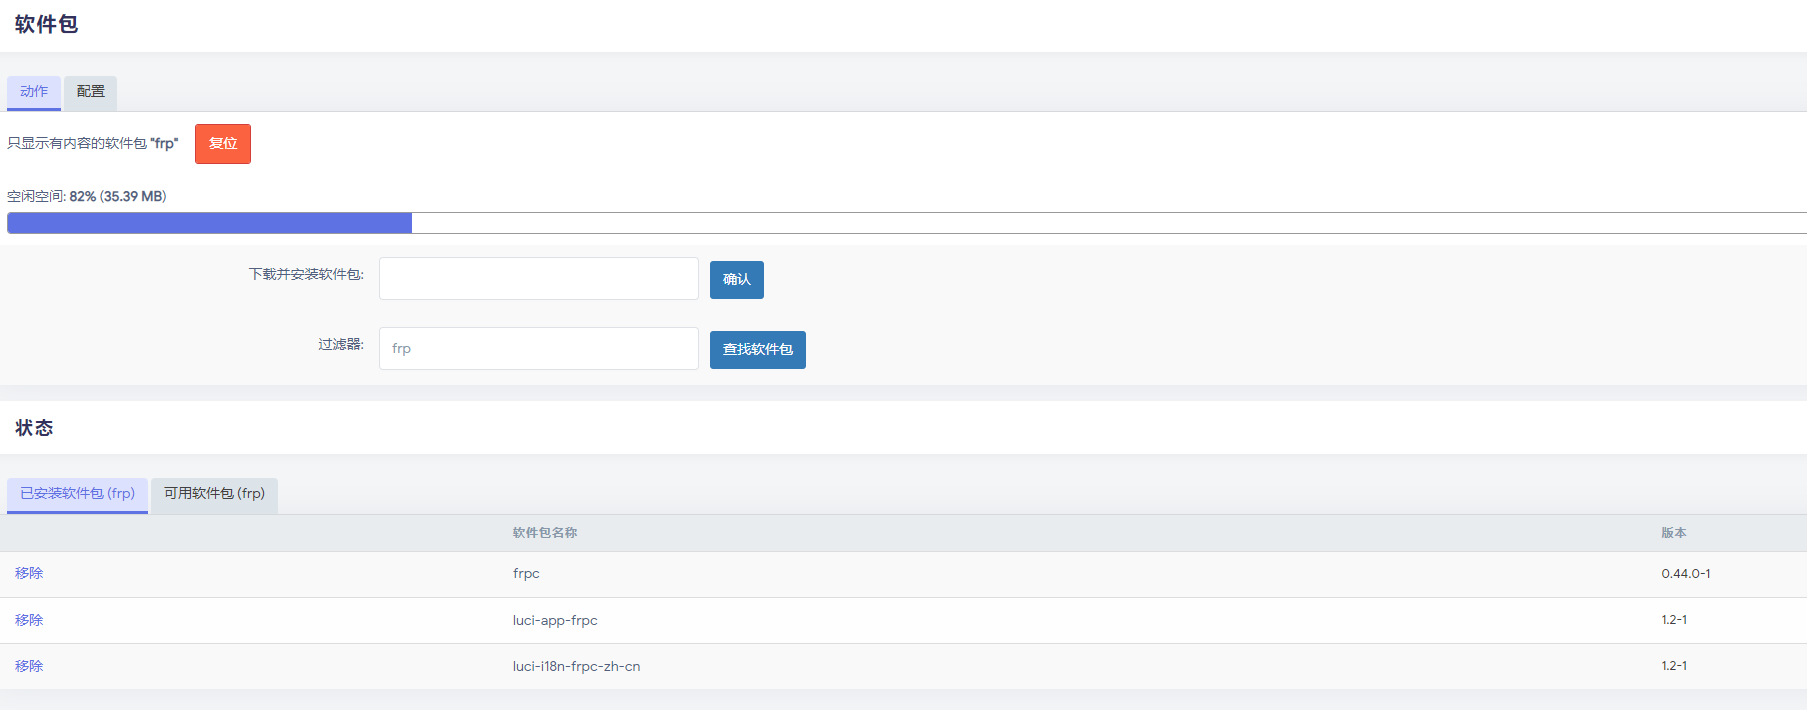 软件包
动作 配置
只显示有内容的软件包 "frp" 复位
空闲空间: 82% (35.39 MB)
下载并安装软件包: 确认
过滤器: frp 查找软件包
状态
已安装软件包 (frp) 可用软件包 (frp)
软件包名称 版本
移除 frpc 0.44.0-1
移除 luci-app-frpc 1.2-1
移除 luci-i18n-frpc-zh-cn 1.2-1